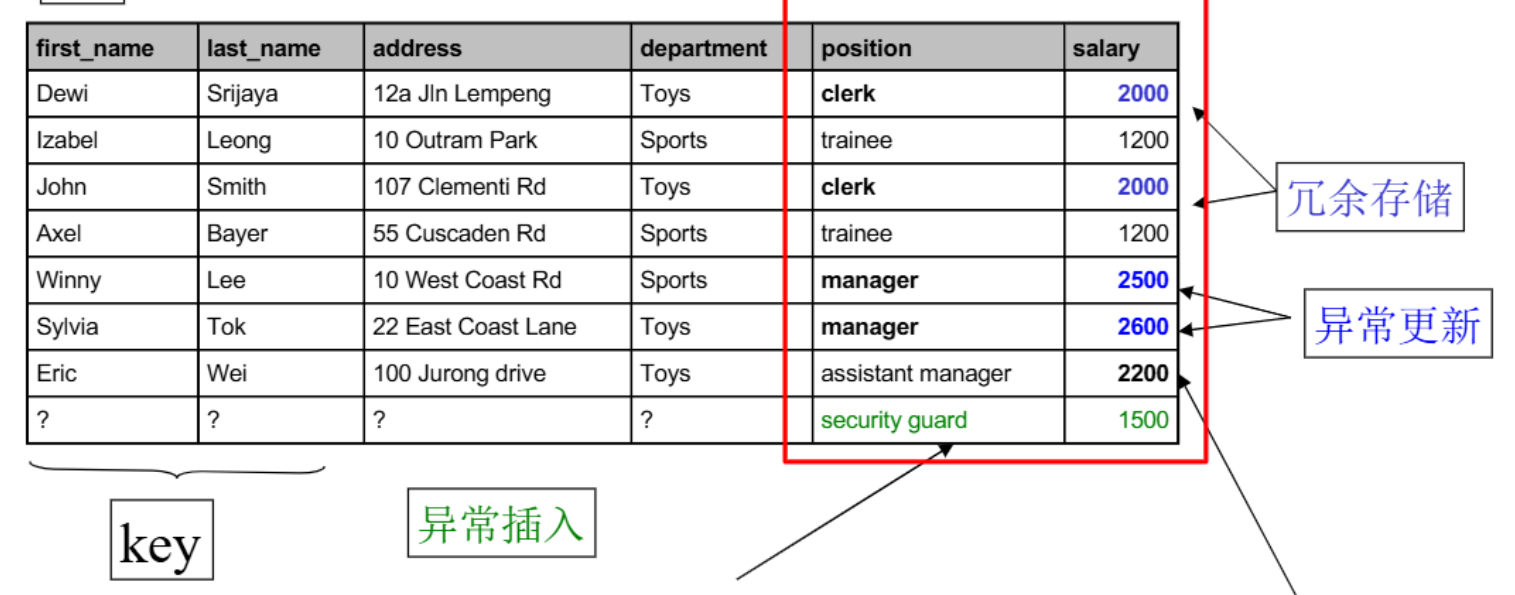 first_name last_name address department position salary
Dewi Srijaya 12a Jln Lempeng Toys clerk 2000
Izabel Leong 10 Outram Park Sports trainee 1200
John Smith 107 Clementi Rd Toys clerk 2000
冗余存储
Axel Bayer 55 Cuscaden Rd Sports trainee 1200
Winny Lee 10 West Coast Rd Sports manager 2500
Sylvia Tok 22 East Coast Lane Toys manager 2600
异常更新
Eric Wei 100 Jurong drive Toys assistant manager 2200
? ? ? ? security guard 1500
key
异常插入